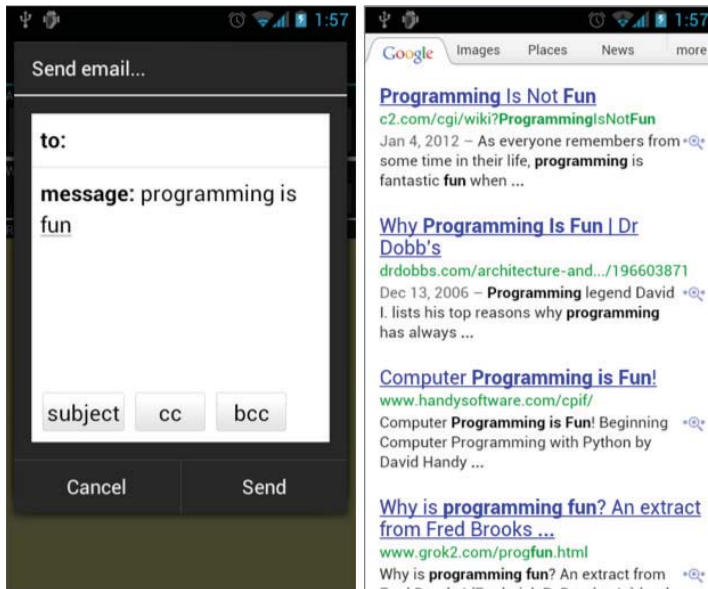 1:57
Send email...
to:
message: programming is
fun
subject cc bcc
Cancel Send
1:57
Google Images Places News more
Programming Is Not Fun
c2.com/cgi/wiki?ProgrammingIsNotFun
Jan 4, 2012 – As everyone remembers from
some time in their life, programming is
fantastic fun when ...
Why Programming Is Fun | Dr
Dobb's
drdobbs.com/architecture-and.../196603871
Dec 13, 2006 – Programming legend David
I. lists his top reasons why programming
has always ...
Computer Programming is Fun!
www.handysoftware.com/cpif/
Computer Programming is Fun! Beginning
Computer Programming with Python by
David Handy ...
Why is programming fun? An extract
from Fred Brooks ...
www.grok2.com/progfun.html
Why is programming fun? An extract from